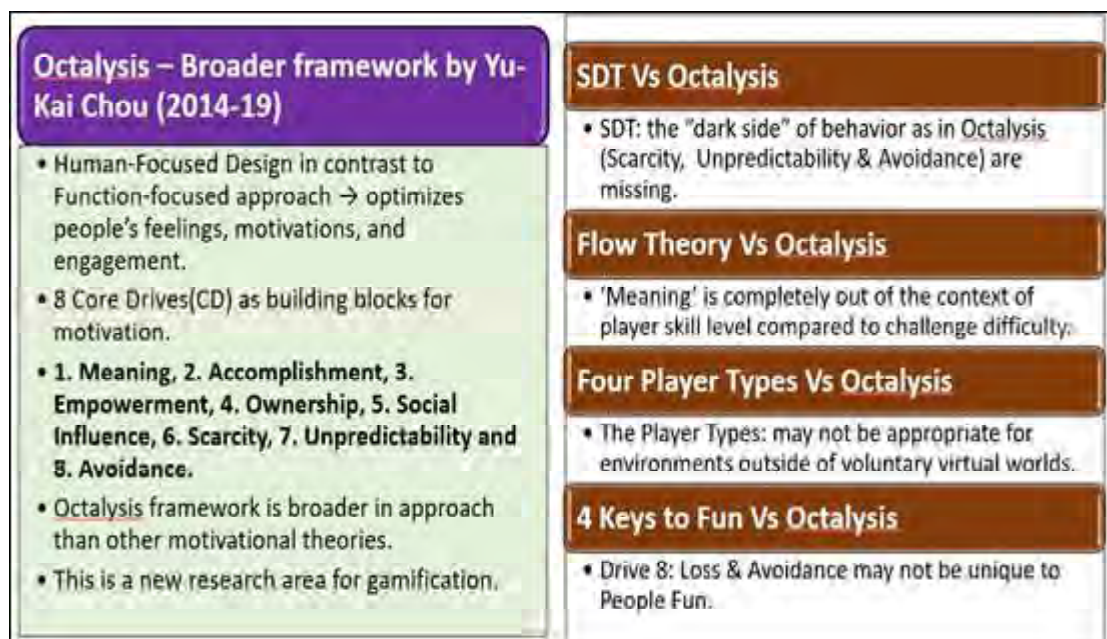 Octalysis – Broader framework by Yu-
Kai Chou (2014-19)
• Human-Focused Design in contrast to
Function-focused approach → optimizes
people's feelings, motivations, and
engagement.
• 8 Core Drives(CD) as building blocks for
motivation.
• 1. Meaning, 2. Accomplishment, 3.
Empowerment, 4. Ownership, 5. Social
Influence, 6. Scarcity, 7. Unpredictability and
8. Avoidance.
• Octalysis framework is broader in approach
than other motivational theories.
• This is a new research area for gamification.
SDT Vs Octalysis
• SDT: the "dark side" of behavior as in Octalysis
(Scarcity, Unpredictability & Avoidance) are
missing.
Flow Theory Vs Octalysis
• 'Meaning' is completely out of the context of
player skill level compared to challenge difficulty.
Four Player Types Vs Octalysis
• The Player Types: may not be appropriate for
environments outside of voluntary virtual worlds.
4 Keys to Fun Vs Octalysis
• Drive 8: Loss & Avoidance may not be unique to
People Fun.